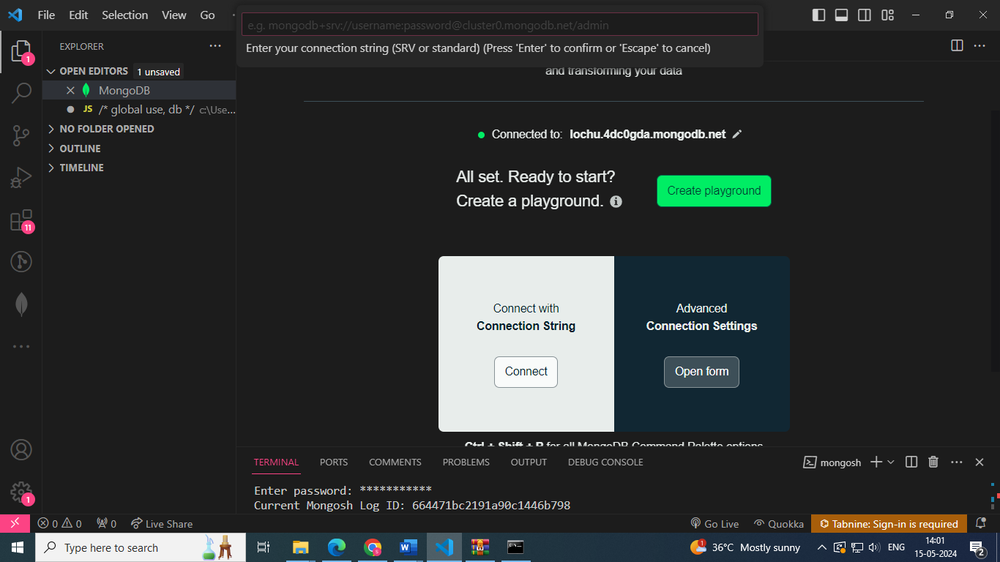 File Edit Selection View Go
e.g. mongodb+srv://username:password@cluster0.mongodb.net/admin
Enter your connection string (SRV or standard) (Press 'Enter' to confirm or 'Escape' to cancel)
EXPLORER
OPEN EDITORS 1 unsaved
MongoDB
JS /* global use, db */ c:\Use...
NO FOLDER OPENED
OUTLINE
TIMELINE
1
11
1
and transforming your data
Connected to: lochu.4dc0gda.mongodb.net
All set. Ready to start?
Create a playground.
Create playground
Connect with
Connection String
Connect
Advanced
Connection Settings
Open form
Ctrl + Shift + P for all MongoDB Command Palette options
TERMINAL PORTS COMMENTS PROBLEMS OUTPUT DEBUG CONSOLE mongosh
Enter password: ***********
Current Mongosh Log ID: 664471bc2191a90c1446b798
0 0 0 Live Share Go Live Quokka Tabnine: Sign-in is required
Type here to search 1 36°C Mostly sunny ENG 14:01
15-05-2024
2